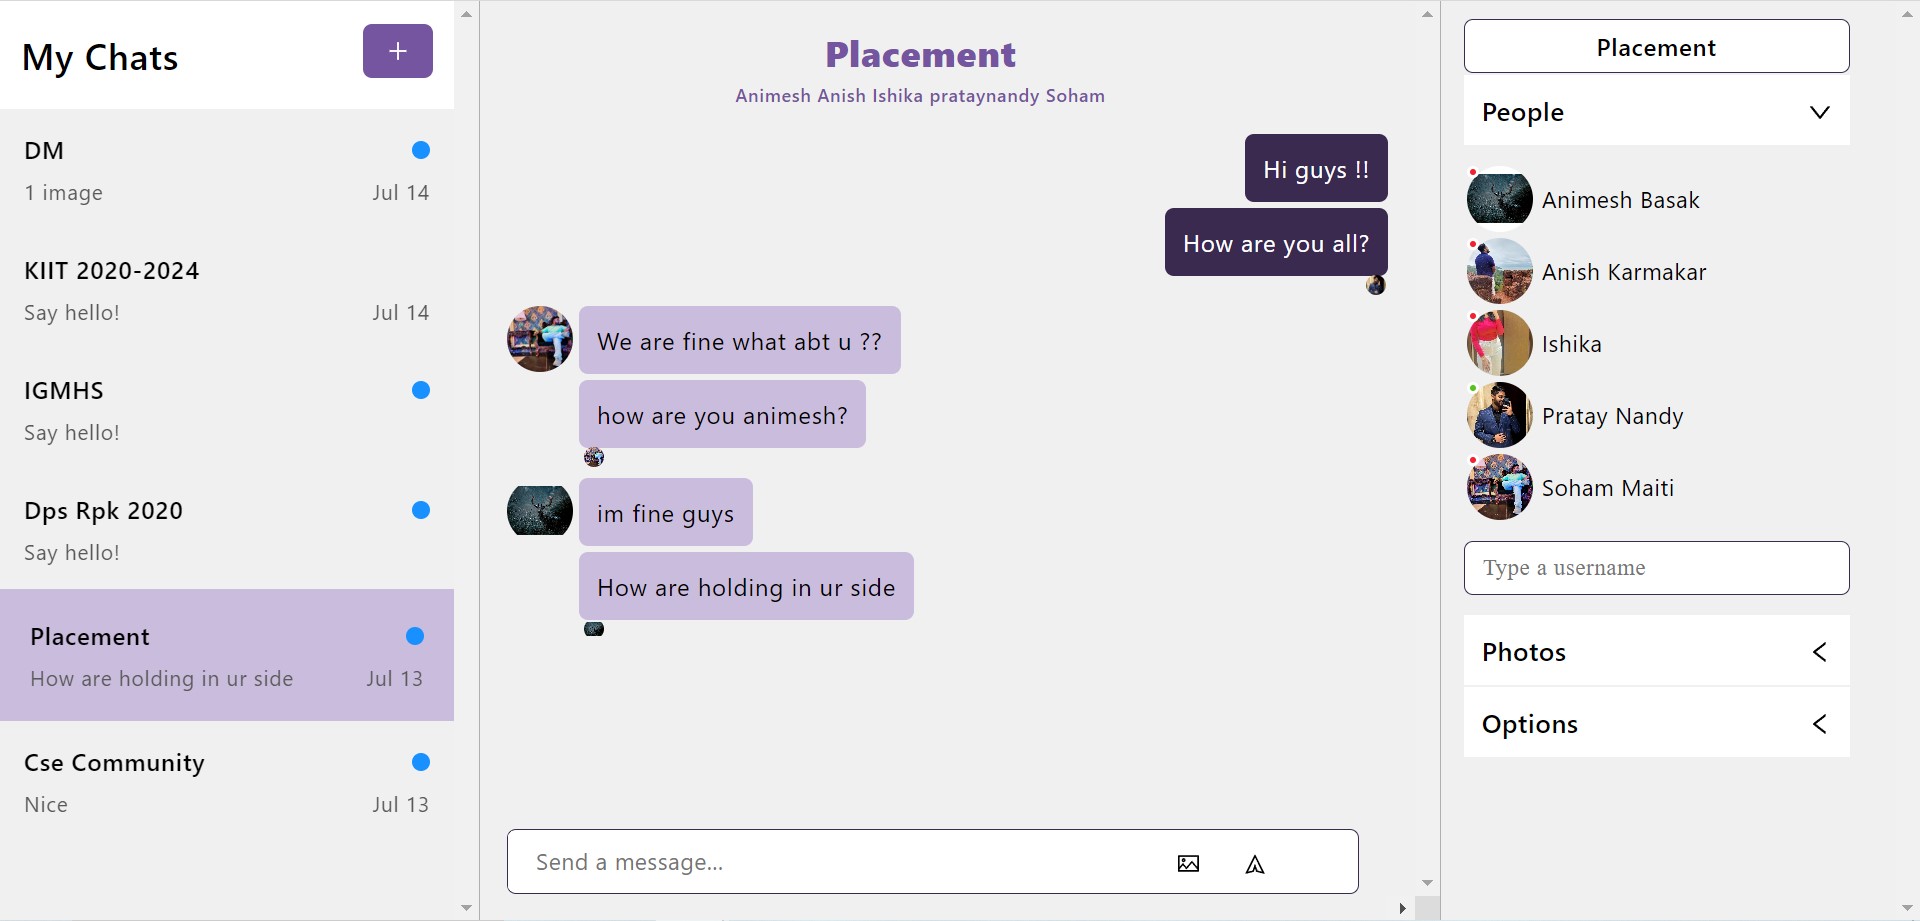 My Chats
+
DM
1 image Jul 14
KIIT 2020-2024
Say hello! Jul 14
IGMHS
Say hello!
Dps Rpk 2020
Say hello!
Placement
How are holding in ur side Jul 13
Cse Community
Nice Jul 13
Placement
Animesh Anish Ishika prataynandy Soham
Hi guys !!
How are you all?
We are fine what abt u ??
how are you animesh?
im fine guys
How are holding in ur side
Send a message...
Placement
People
Animesh Basak
Anish Karmakar
Ishika
Pratay Nandy
Soham Maiti
Type a username
Photos
Options